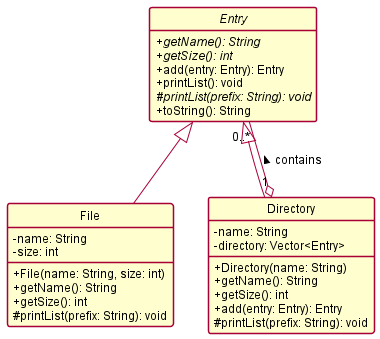 Entry
+getName(): String
+getSize(): int
+add(entry: Entry): Entry
+printList(): void
#printList(prefix: String): void
+toString(): String
0..*
contains
1
File
-name: String
-size: int
+File(name: String, size: int)
+getName(): String
+getSize(): int
#printList(prefix: String): void
Directory
-name: String
-directory: Vector<Entry>
+Directory(name: String)
+getName(): String
+getSize(): int
+add(entry: Entry): Entry
#printList(prefix: String): void